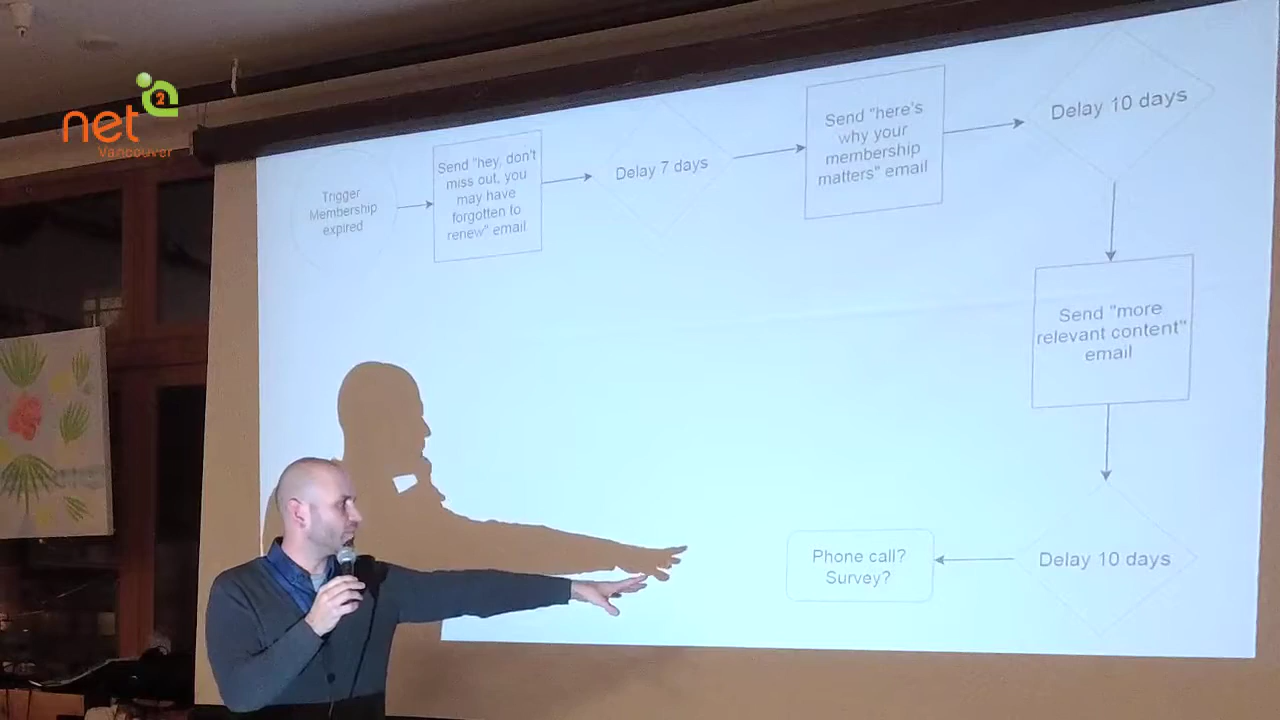 net2
Vancouver
Trigger
Membership
expired
Send "hey, don't
miss out, you
may have
forgotten to
renew" email
Delay 7 days
Send "here's
why your
membership
matters" email
Delay 10 days
Send "more
relevant content"
email
Delay 10 days
Phone call?
Survey?